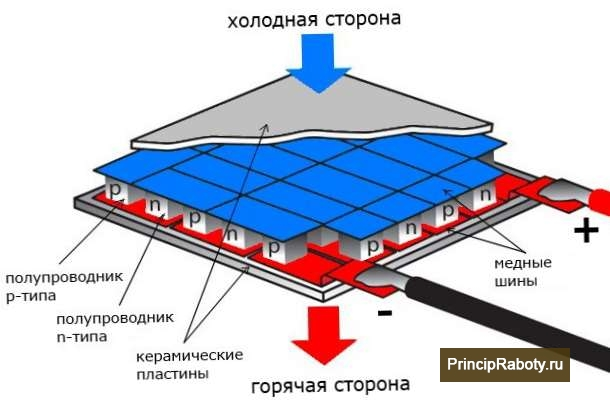 холодная сторона
p
n
p
n
p
p
n
p
n
+
полупроводник
p-типа
медные
шины
полупроводник
n-типа
-
керамические
пластины
PrincipRaboty.ru
горячая сторона